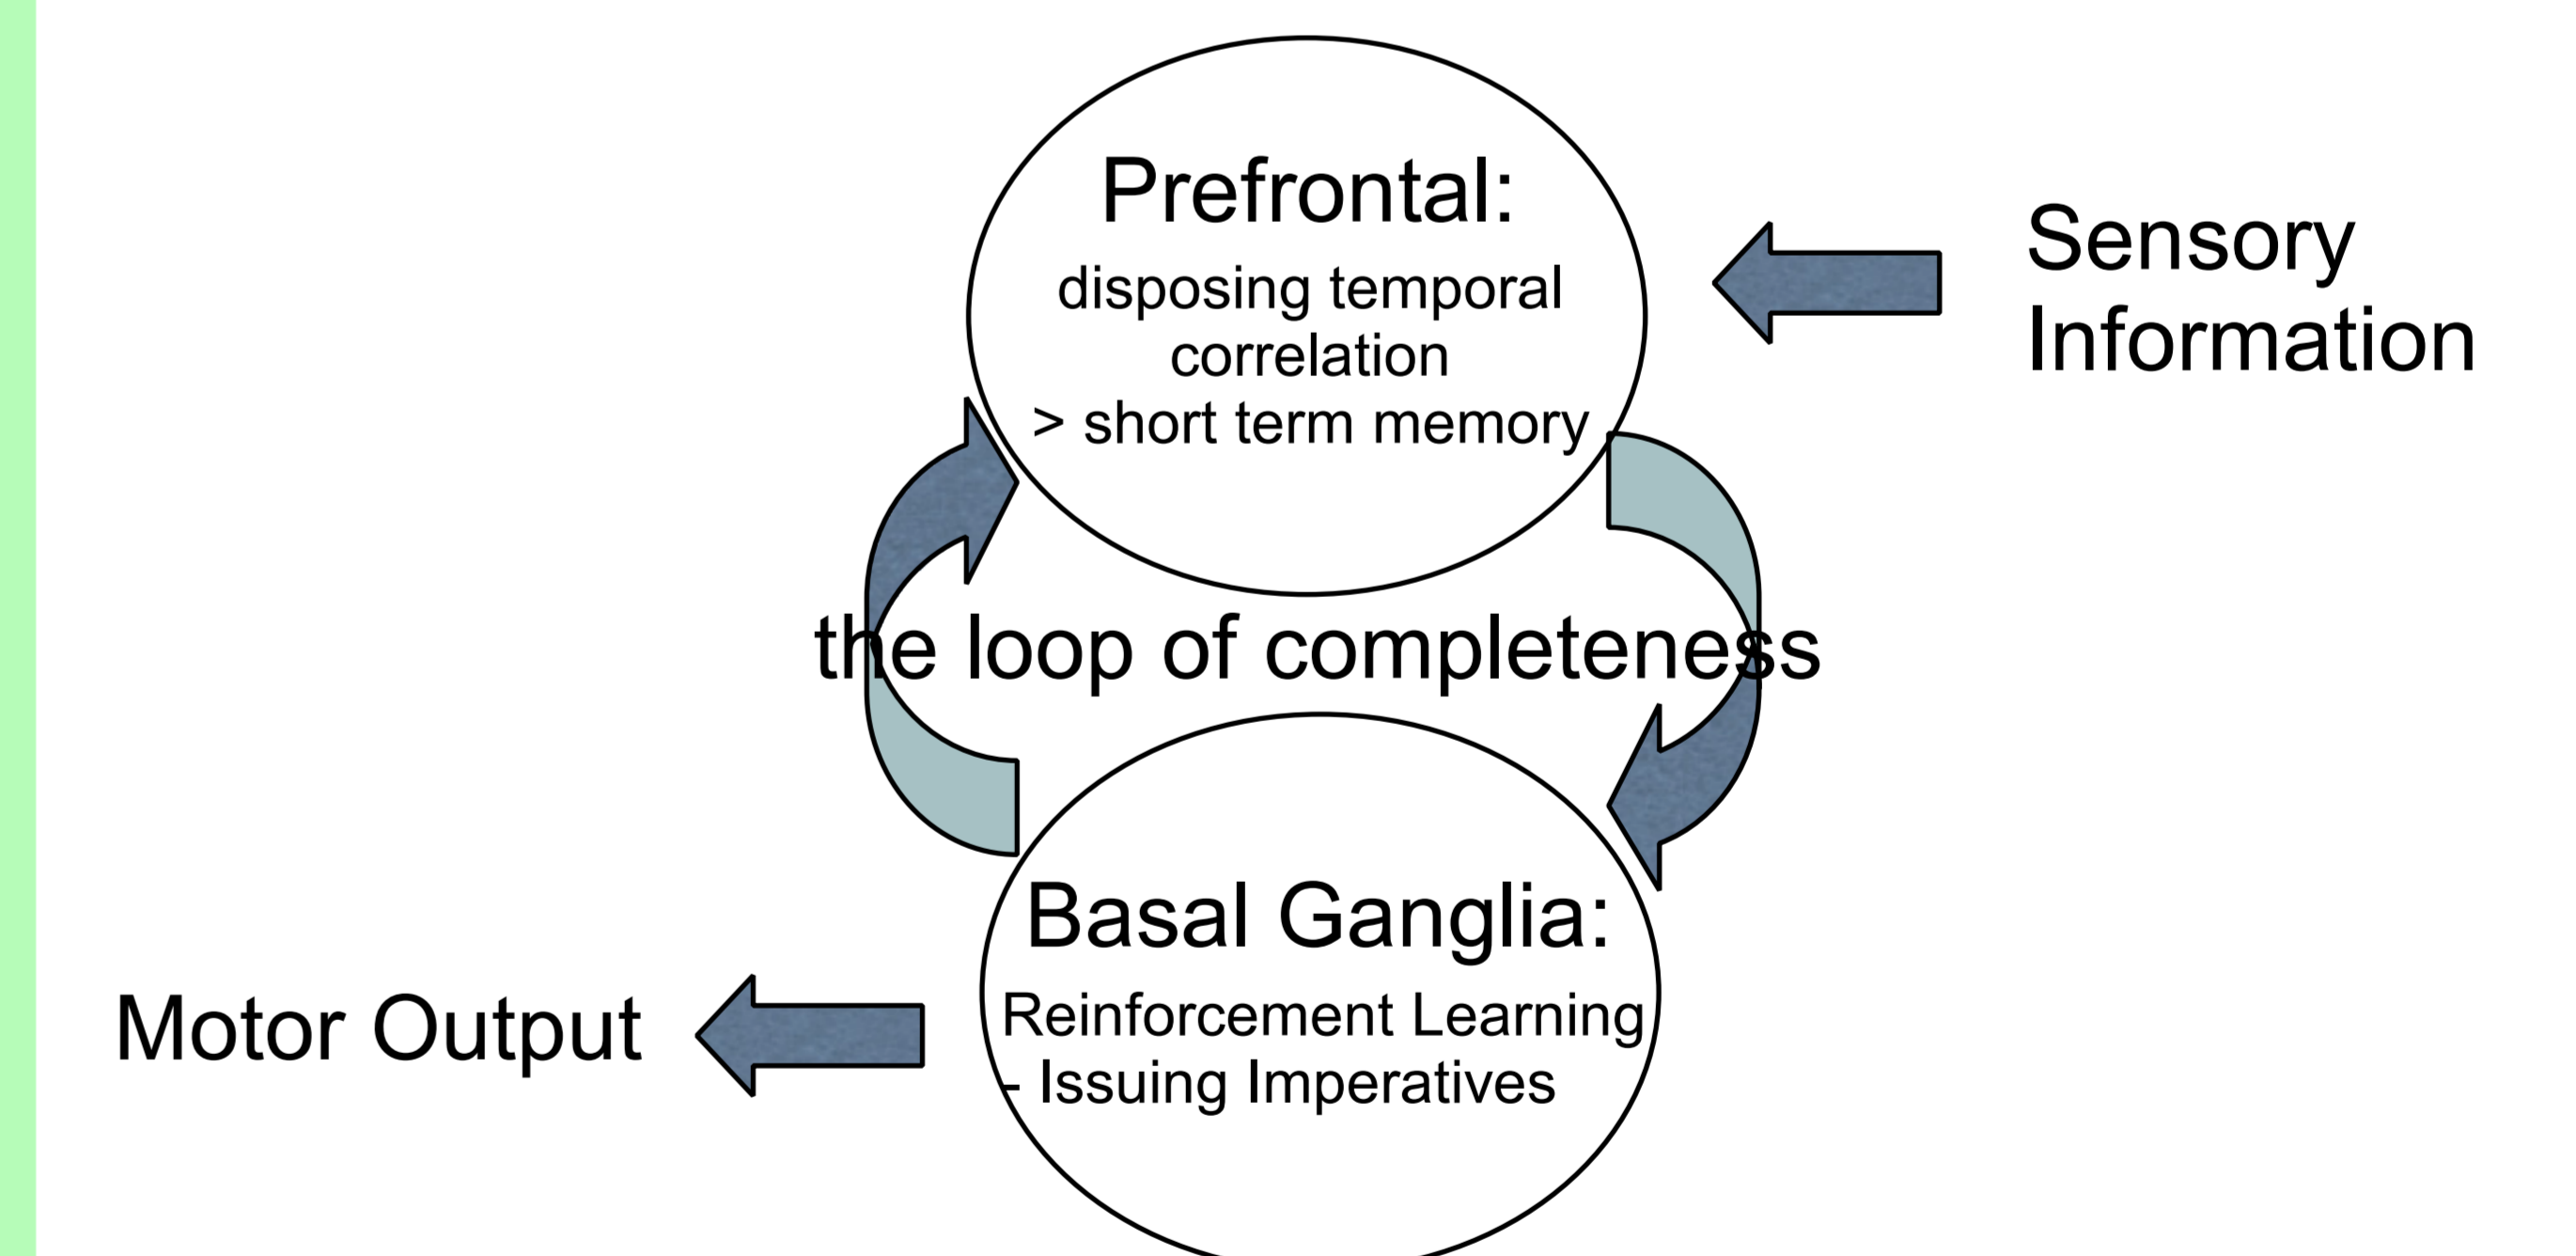 Prefrontal:
disposing temporal
correlation
> short term memory
Sensory
Information
the loop of completeness
Basal Ganglia:
Reinforcement Learning
- Issuing Imperatives
Motor Output